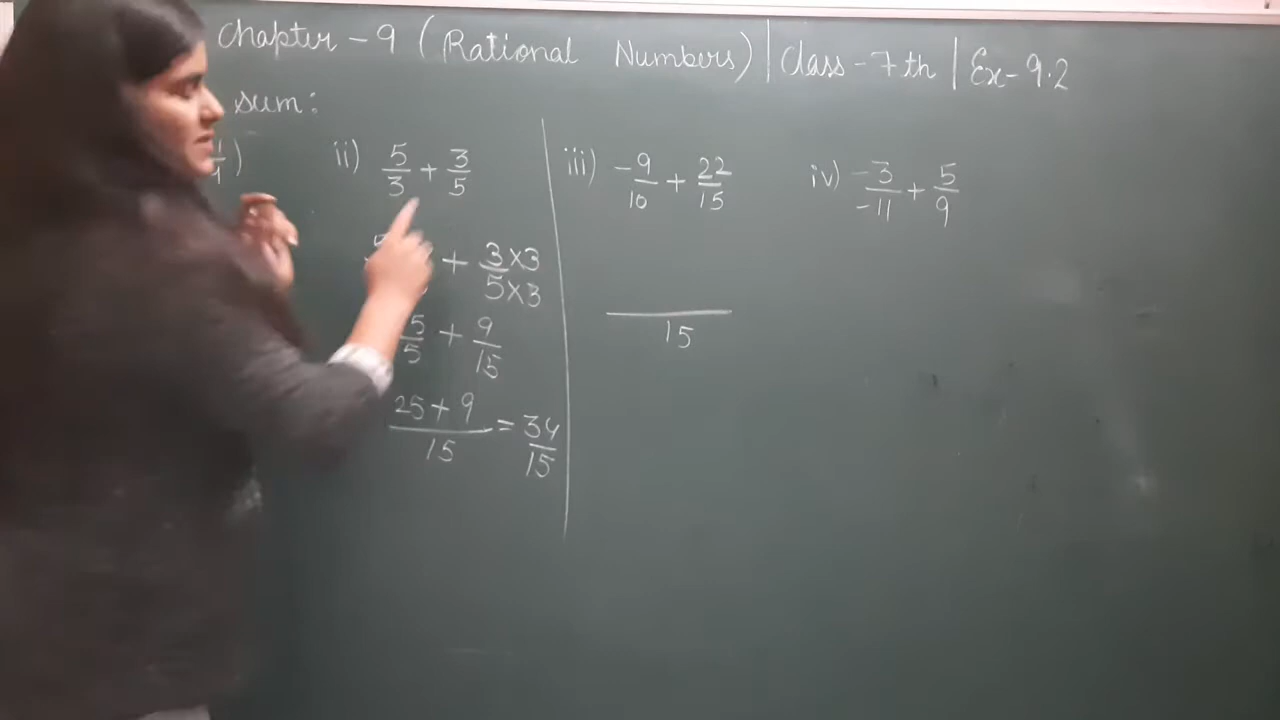 Chapter - 9 (Rational Numbers) | Class - 7th | Ex - 9.2
sum:
ii) 5/3 + 3/5
+ 3×3/5×3
5/5 + 9/15
25 + 9/15 = 34/15
iii) -9/10 + 22/15
15
iv) -3/-11 + 5/9